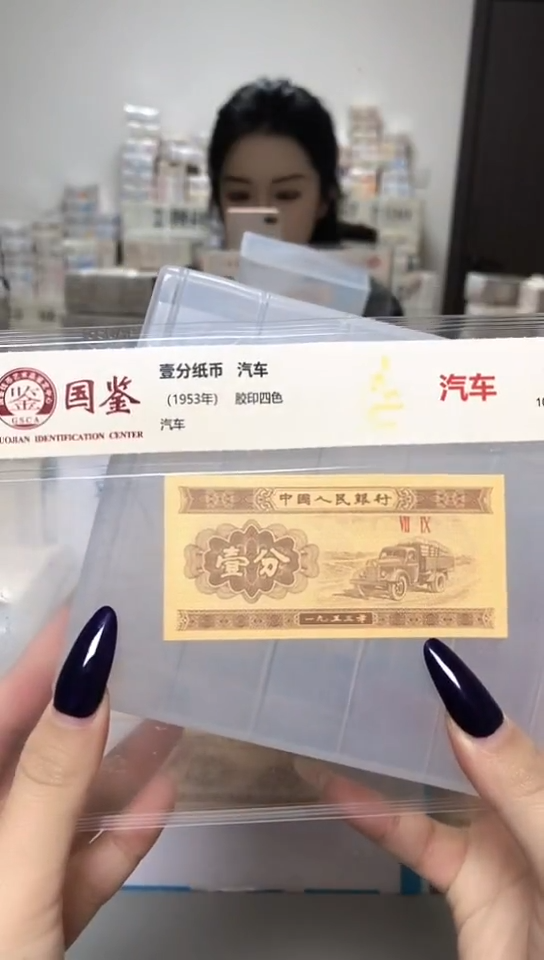 壹分纸币 汽车
(1953年) 胶印四色
汽车
国鉴
GSCA
UOJIAN IDENTIFICATION CENTER
汽车
10
中国人民银行
VII IX
壹分
一九五三年